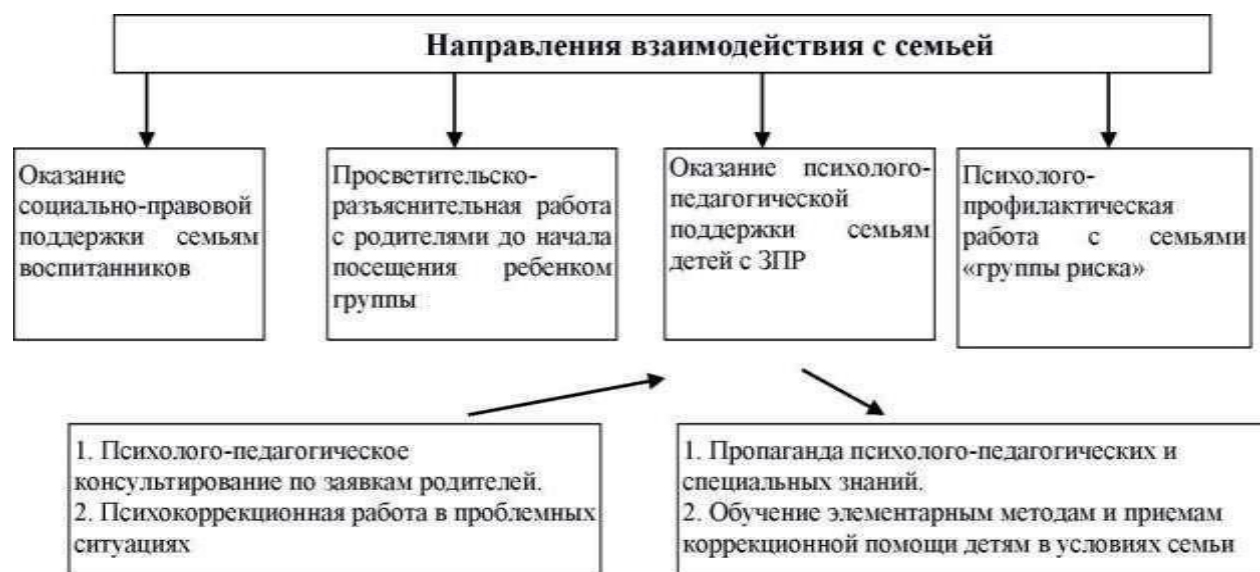 Направления взаимодействия с семьей
Оказание
социально-правовой
поддержки семьям
воспитанников
Просветительско-
разъяснительная работа
с родителями до начала
посещения ребенком
группы
Оказание психолого-
педагогической
поддержки семьям
детей с ЗПР
Психолого-
профилактическая
работа с семьями
«группы риска»
1. Психолого-педагогическое
консультирование по заявкам родителей.
2. Психокоррекционная работа в проблемных
ситуациях
1. Пропаганда психолого-педагогических и
специальных знаний.
2. Обучение элементарным методам и приемам
коррекционной помощи детям в условиях семьи